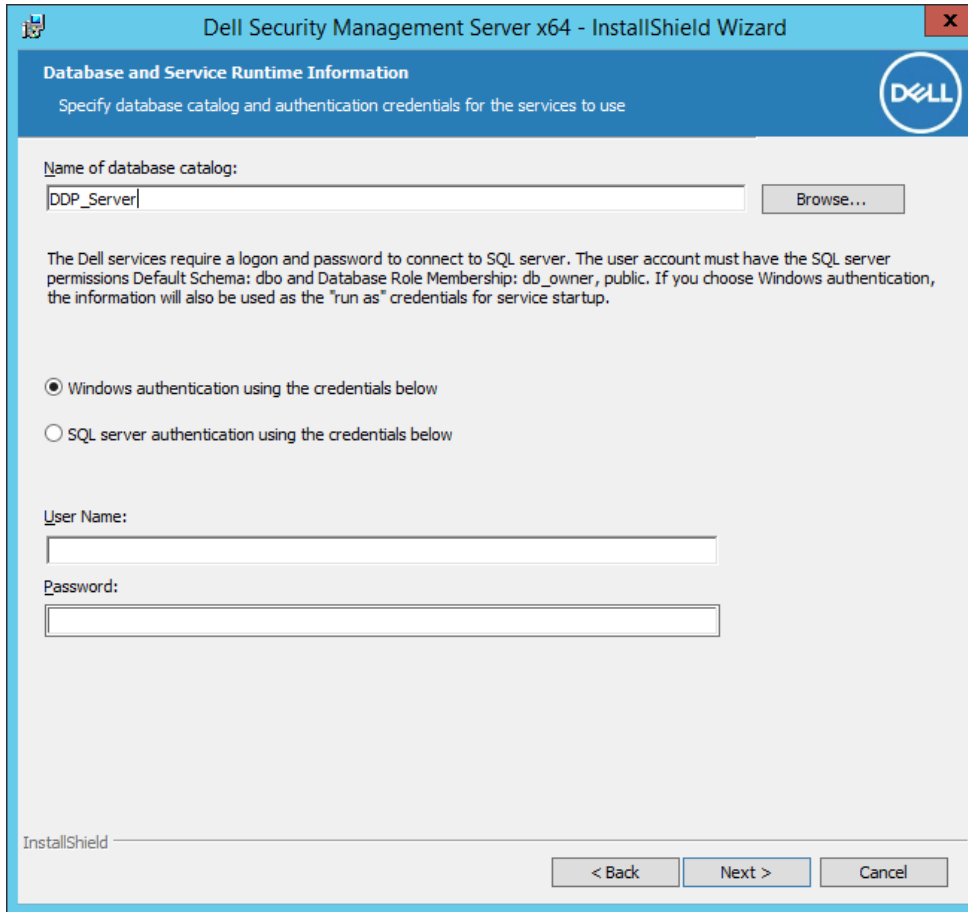 Dell Security Management Server x64 - InstallShield Wizard
x
Database and Service Runtime Information
Specify database catalog and authentication credentials for the services to use
DELL
Name of database catalog:
DDP_Server
Browse...
The Dell services require a logon and password to connect to SQL server. The user account must have the SQL server
permissions Default Schema: dbo and Database Role Membership: db_owner, public. If you choose Windows authentication,
the information will also be used as the "run as" credentials for service startup.
Windows authentication using the credentials below
SQL server authentication using the credentials below
User Name:
Password:
InstallShield
< Back
Next >
Cancel